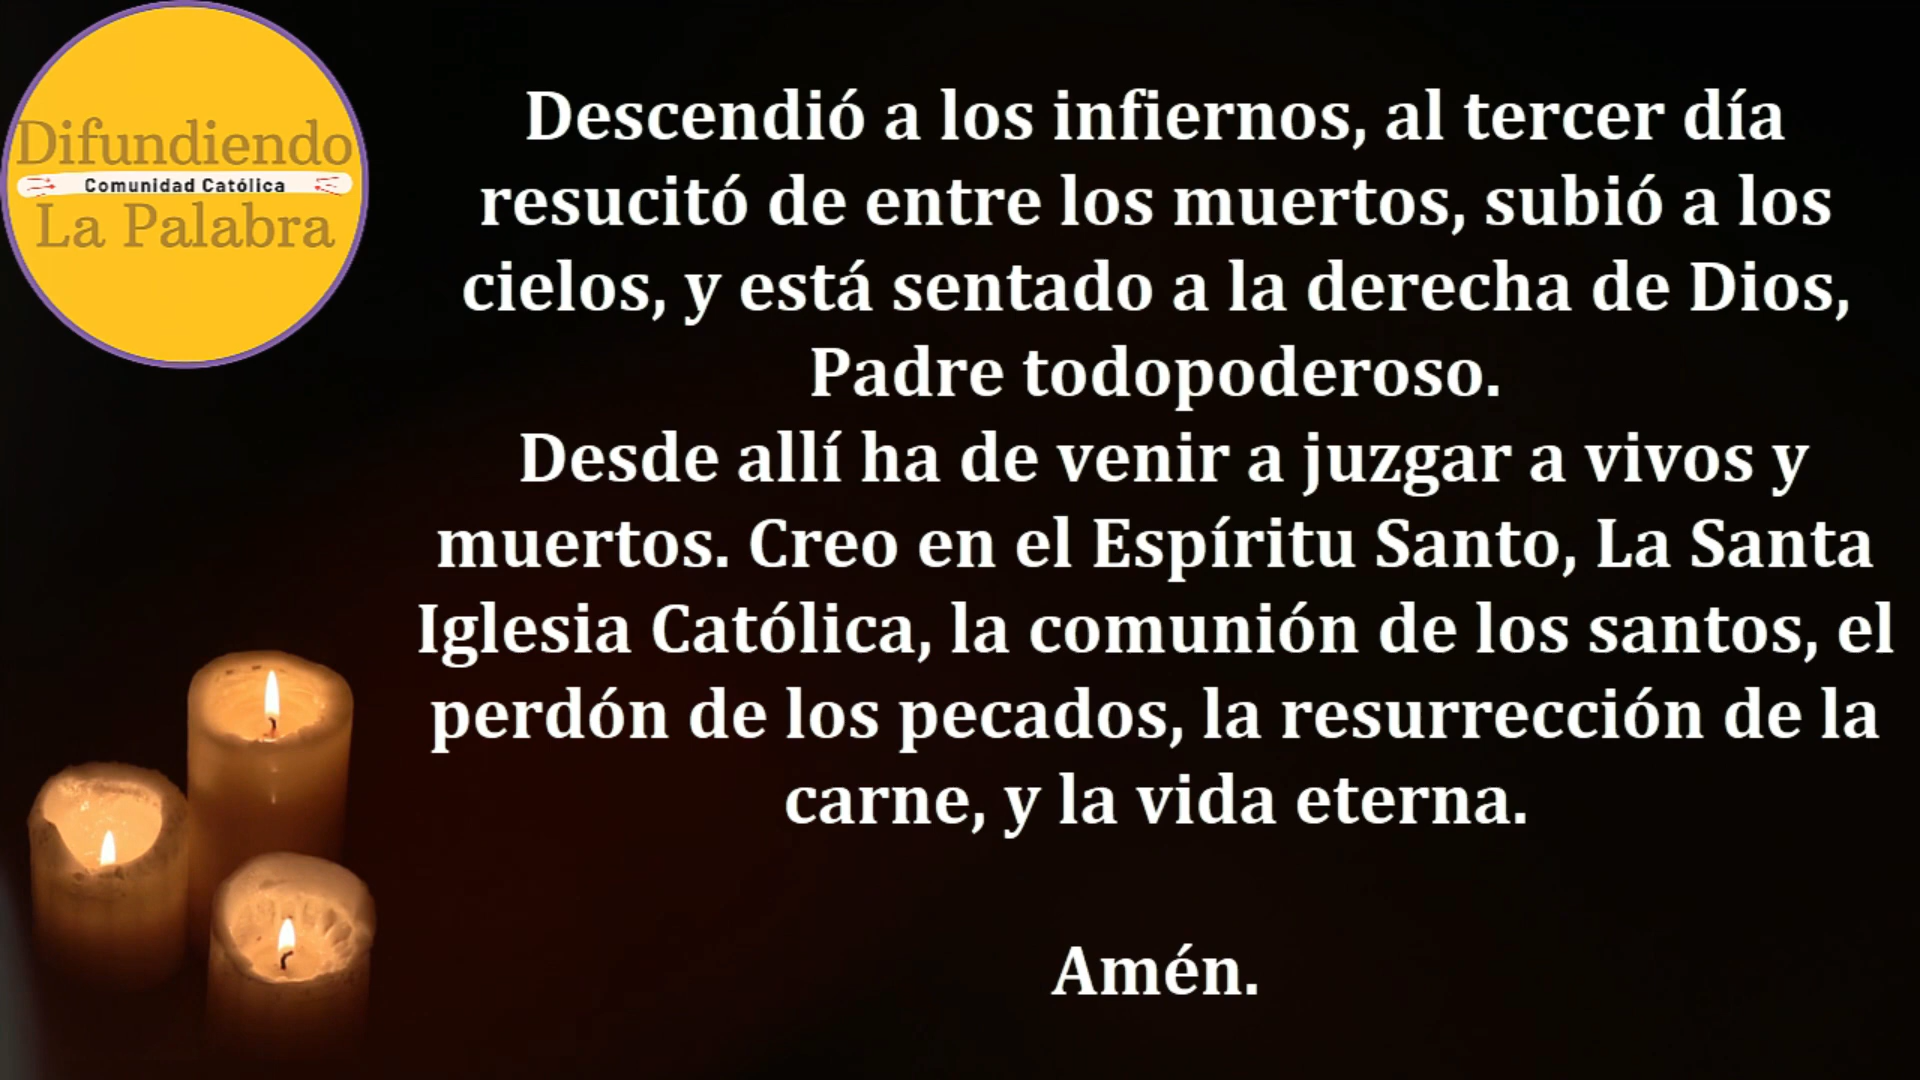 Difundiendo
Comunidad Católica
La Palabra
Descendió a los infiernos, al tercer día
resucitó de entre los muertos, subió a los
cielos, y está sentado a la derecha de Dios,
Padre todopoderoso.
Desde allí ha de venir a juzgar a vivos y
muertos. Creo en el Espíritu Santo, La Santa
Iglesia Católica, la comunión de los santos, el
perdón de los pecados, la resurrección de la
carne, y la vida eterna.
Amén.